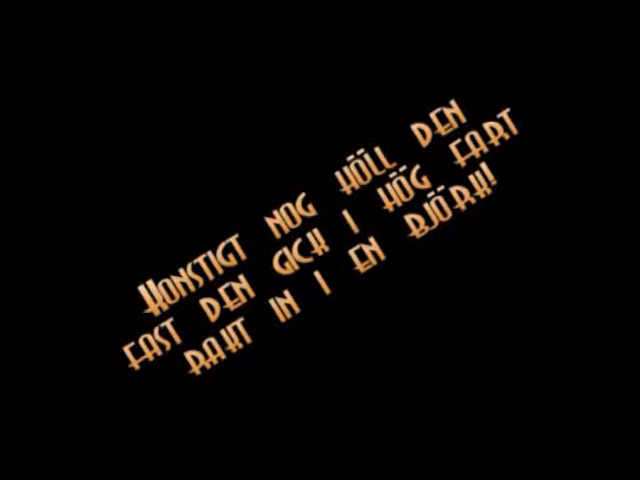 Konstigt nog höll den
fast den gick i hög fart
rakt in i en björk!